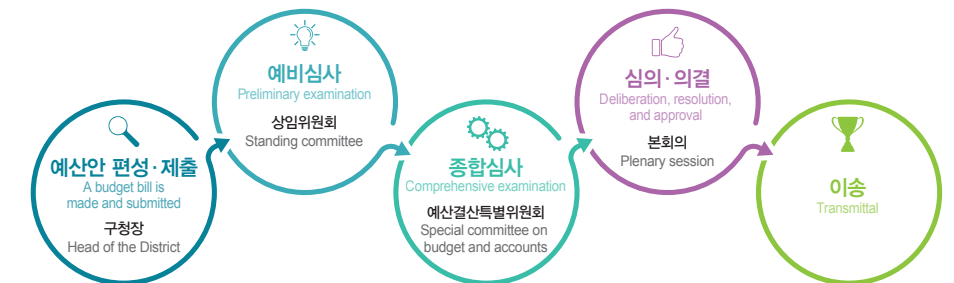 예산안 편성·제출
A budget bill is
made and submitted
구청장
Head of the District
예비심사
Preliminary examination
상임위원회
Standing committee
종합심사
Comprehensive examination
예산결산특별위원회
Special committee on
budget and accounts
심의·의결
Deliberation, resolution,
and approval
본회의
Plenary session
이송
Transmittal